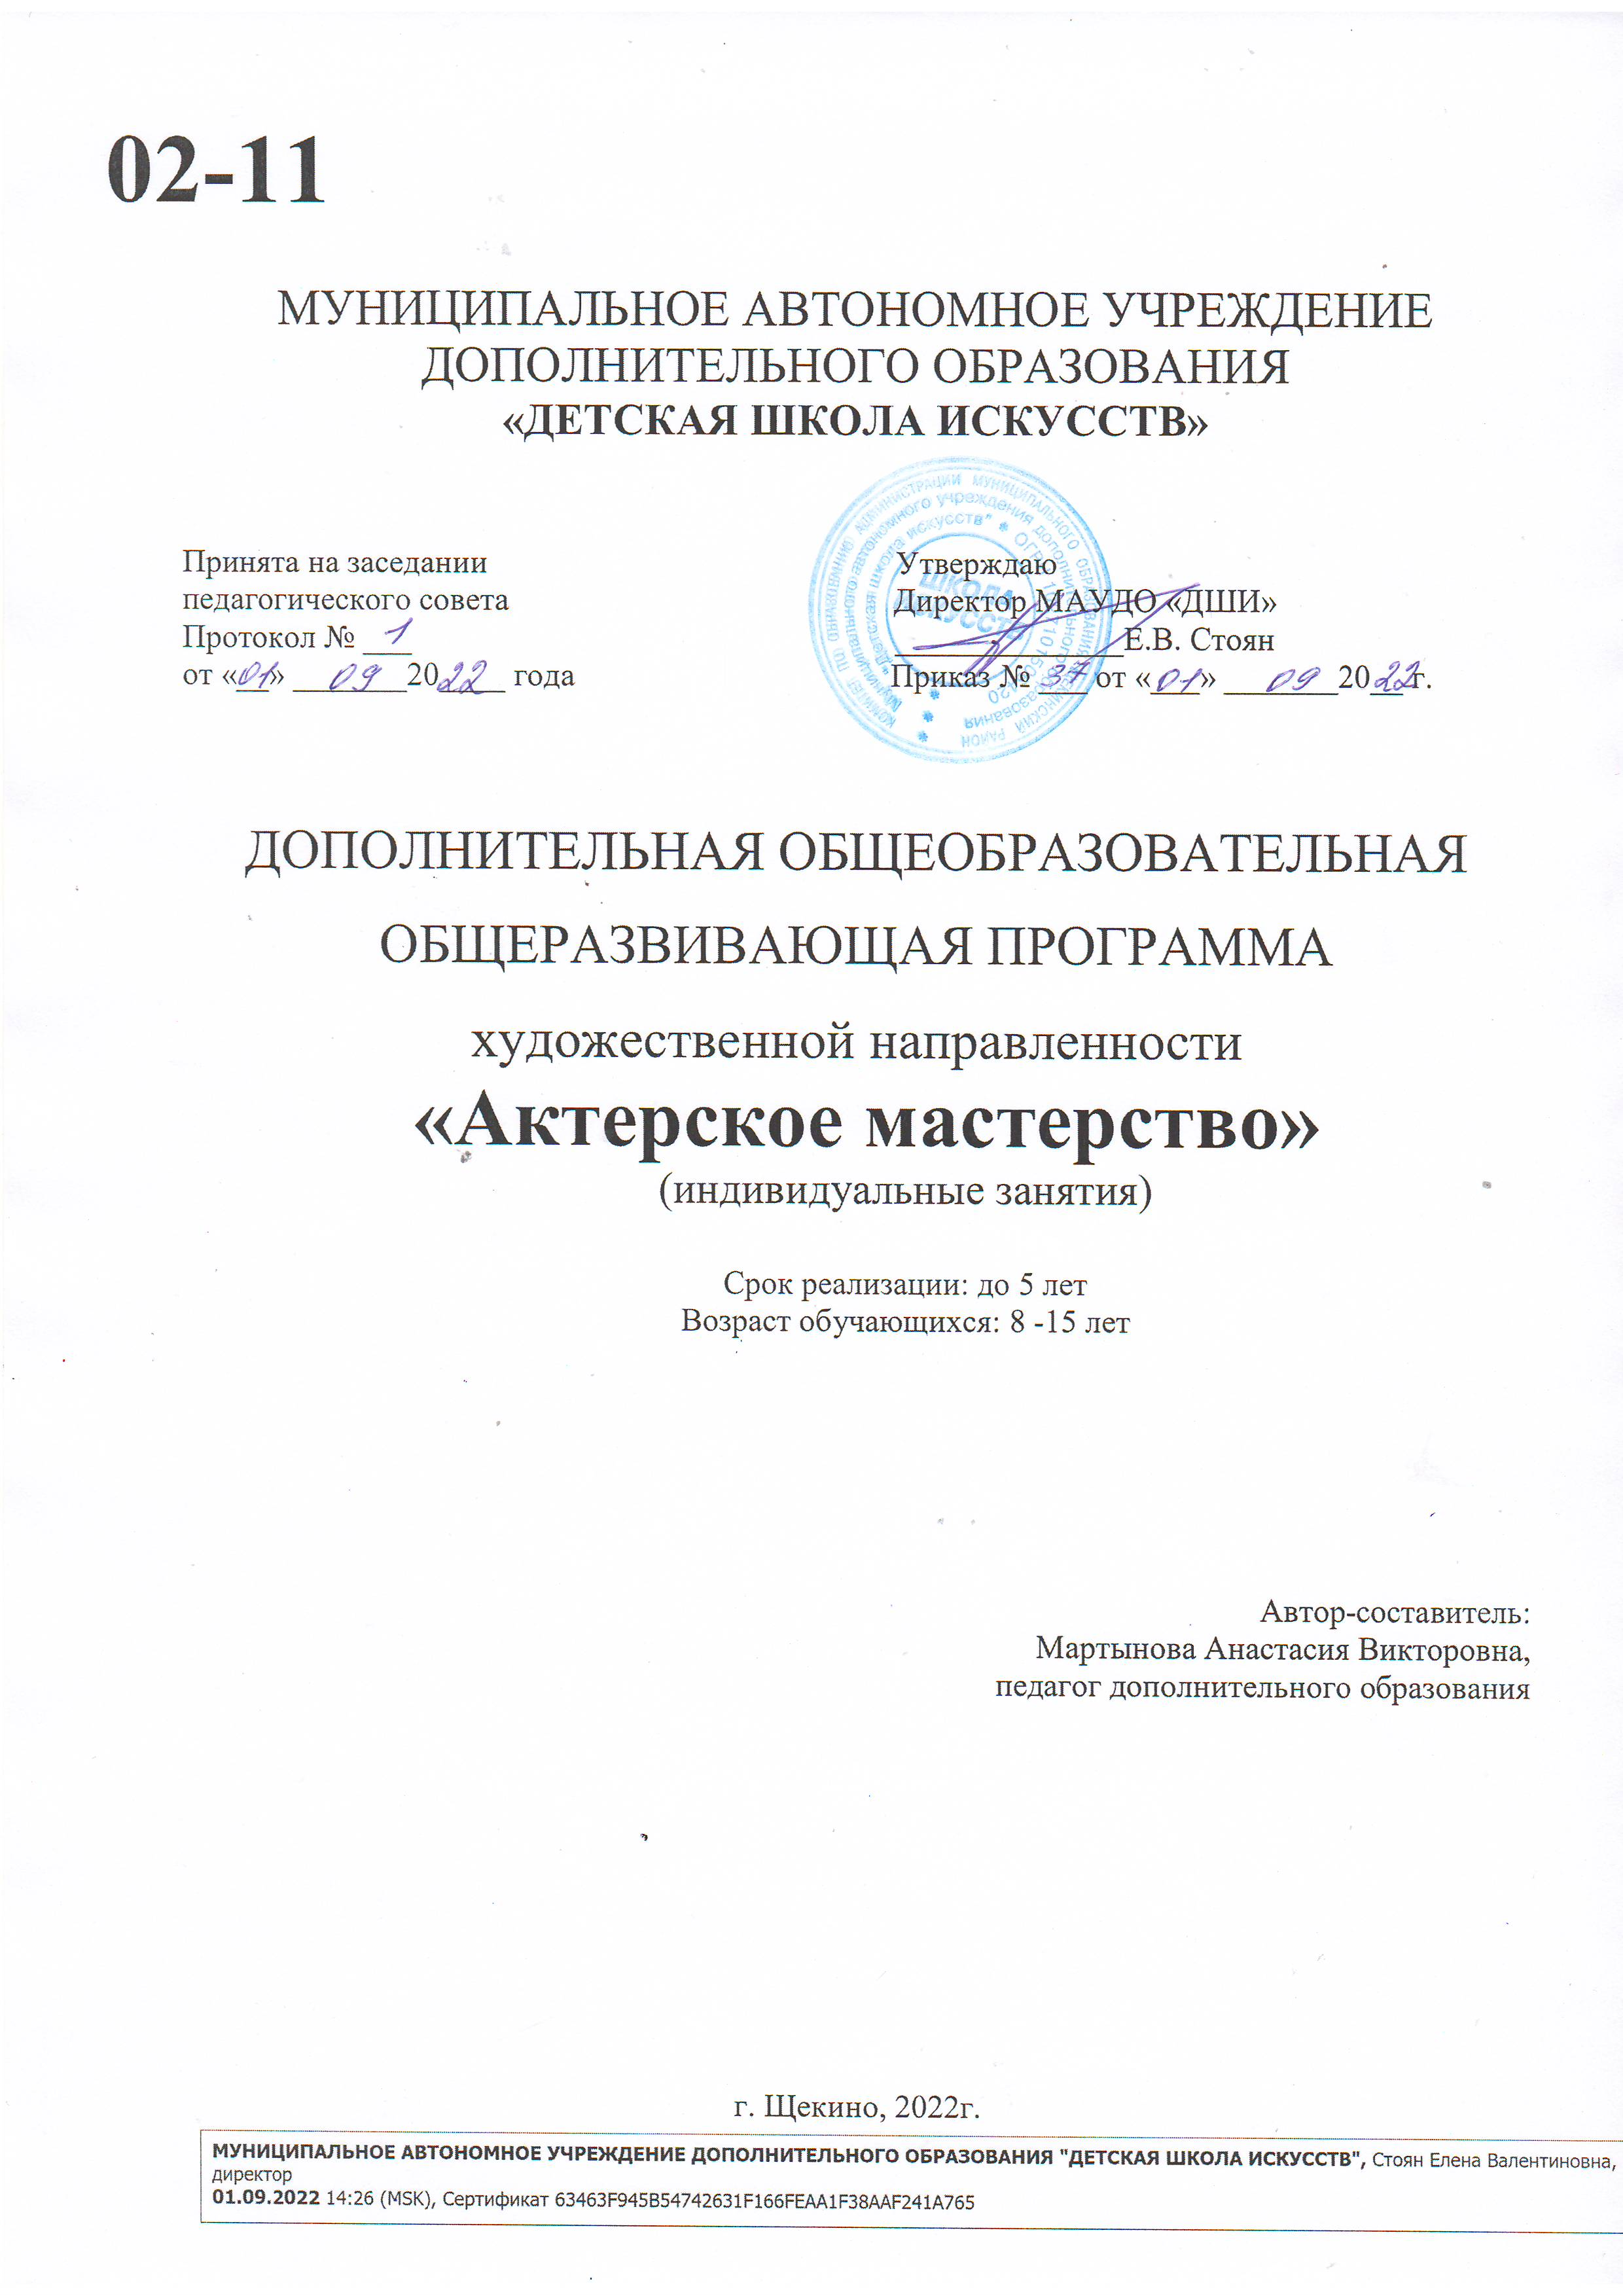 02-11
МУНИЦИПАЛЬНОЕ АВТОНОМНОЕ УЧРЕЖДЕНИЕ
ДОПОЛНИТЕЛЬНОГО ОБРАЗОВАНИЯ
«ДЕТСКАЯ ШКОЛА ИСКУССТВ»
Принята на заседании
педагогического совета
Протокол № 1
от «01» 09 2022 года
Утверждаю
Директор МАУДО «ДШИ»
Е.В. Стоян
Приказ № 37 от «01» 09 2022г.
ДОПОЛНИТЕЛЬНАЯ ОБЩЕОБРАЗОВАТЕЛЬНАЯ
ОБЩЕРАЗВИВАЮЩАЯ ПРОГРАММА
художественной направленности
«Актерское мастерство»
(индивидуальные занятия)
Срок реализации: до 5 лет
Возраст обучающихся: 8 -15 лет
Автор-составитель:
Мартынова Анастасия Викторовна,
педагог дополнительного образования
г. Щекино, 2022г.
МУНИЦИПАЛЬНОЕ АВТОНОМНОЕ УЧРЕЖДЕНИЕ ДОПОЛНИТЕЛЬНОГО ОБРАЗОВАНИЯ "ДЕТСКАЯ ШКОЛА ИСКУССТВ", Стоян Елена Валентиновна,
директор
01.09.2022 14:26 (MSK), Сертификат 63463F945B54742631F166FEAA1F38AAF241A765